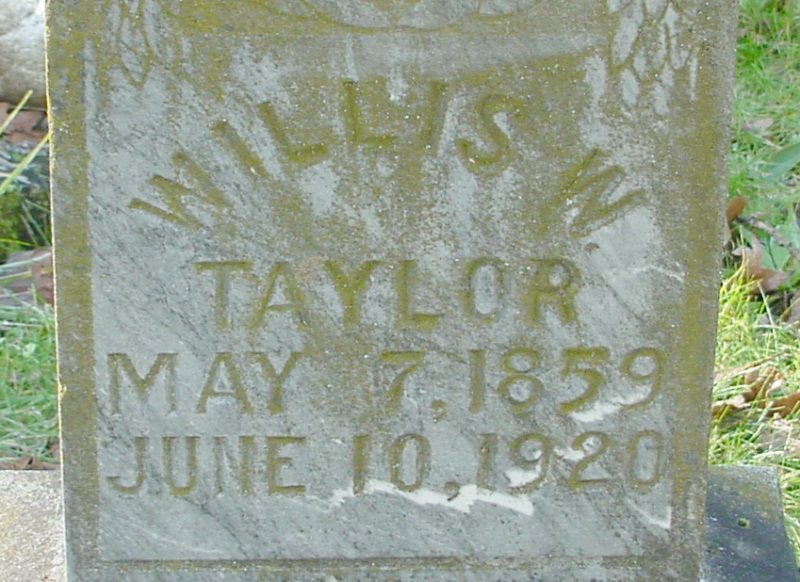 WILLIS N.
TAYLOR
MAY 7, 1859
JUNE 10, 1920